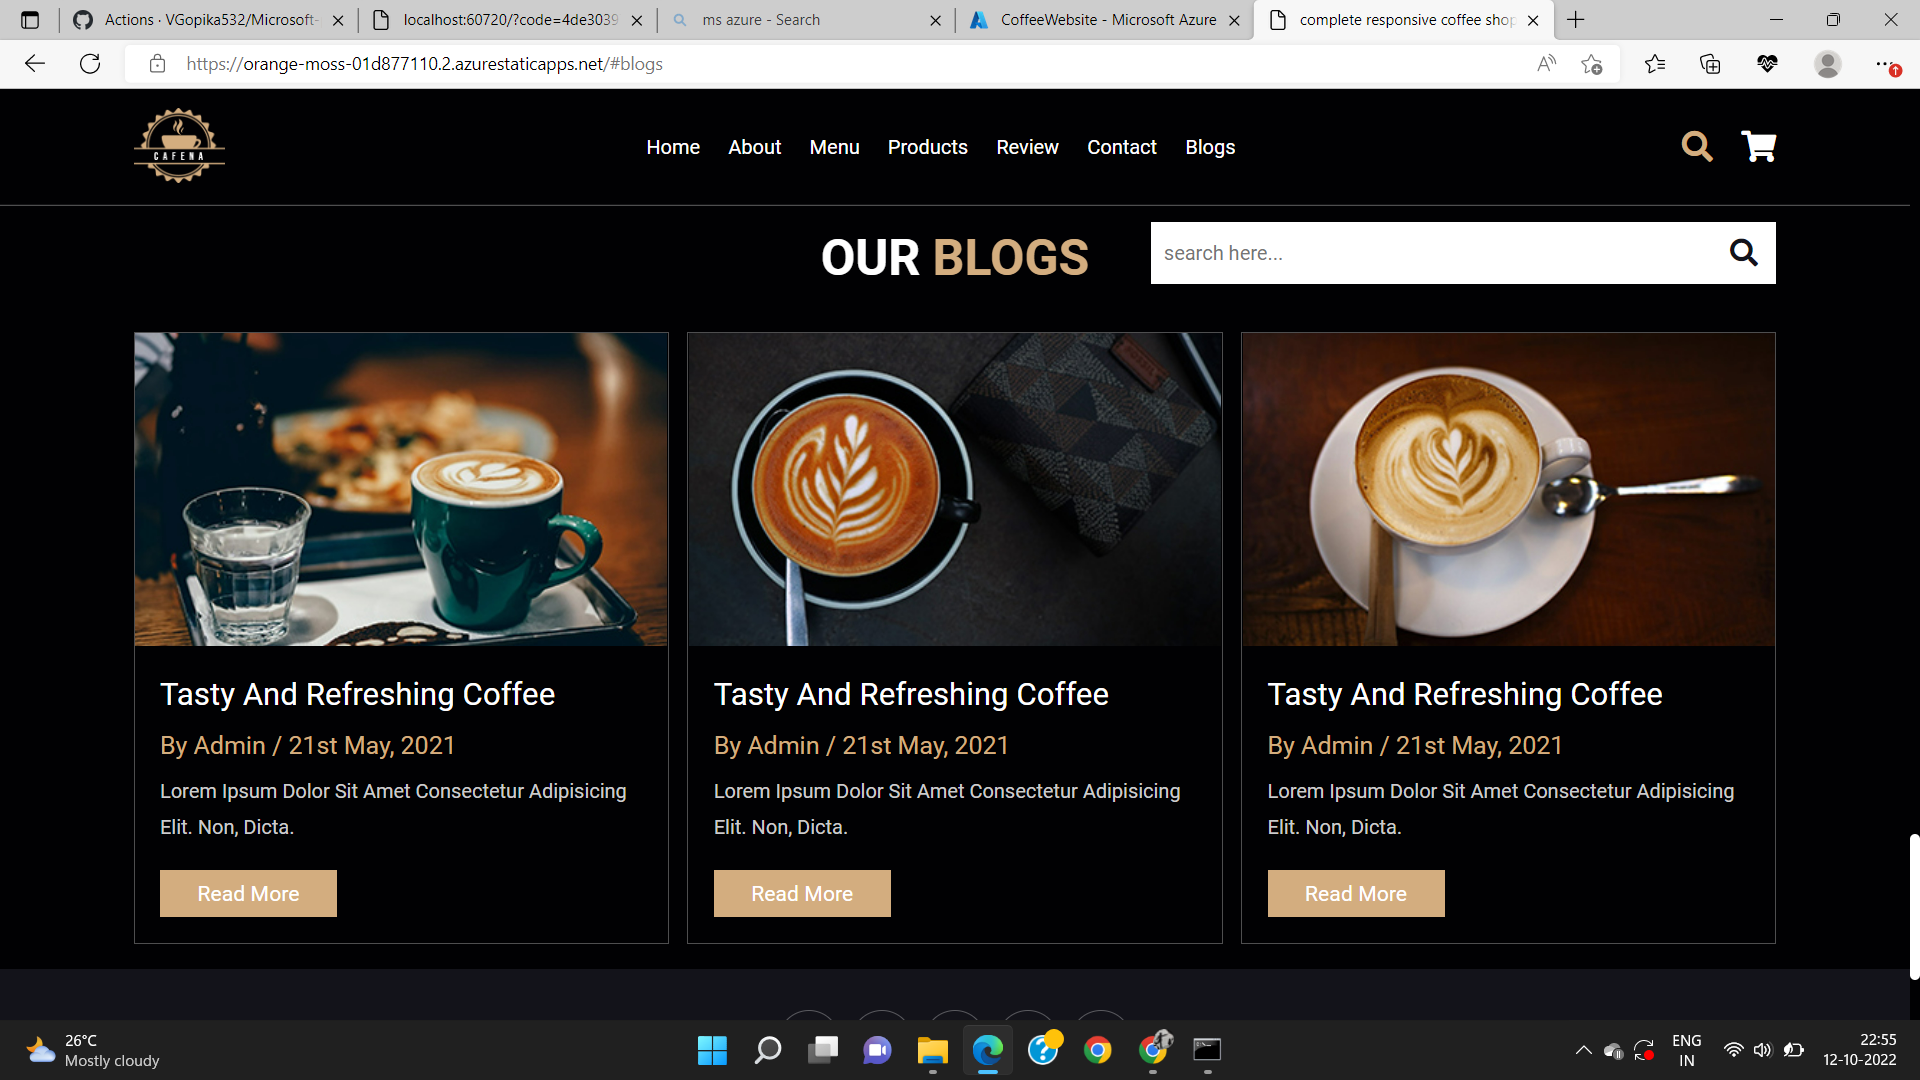 Actions · VGopika532/Microsoft-
localhost:60720/?code=4de3039
ms azure - Search
CoffeeWebsite - Microsoft Azure
complete responsive coffee shop
https://orange-moss-01d877110.2.azurestaticapps.net/#blogs
CAFENA
Home About Menu Products Review Contact Blogs
OUR BLOGS
search here...
Tasty And Refreshing Coffee
By Admin / 21st May, 2021
Lorem Ipsum Dolor Sit Amet Consectetur Adipisicing
Elit. Non, Dicta.
Read More
Tasty And Refreshing Coffee
By Admin / 21st May, 2021
Lorem Ipsum Dolor Sit Amet Consectetur Adipisicing
Elit. Non, Dicta.
Read More
Tasty And Refreshing Coffee
By Admin / 21st May, 2021
Lorem Ipsum Dolor Sit Amet Consectetur Adipisicing
Elit. Non, Dicta.
Read More
26°C
Mostly cloudy
ENG
IN
22:55
12-10-2022